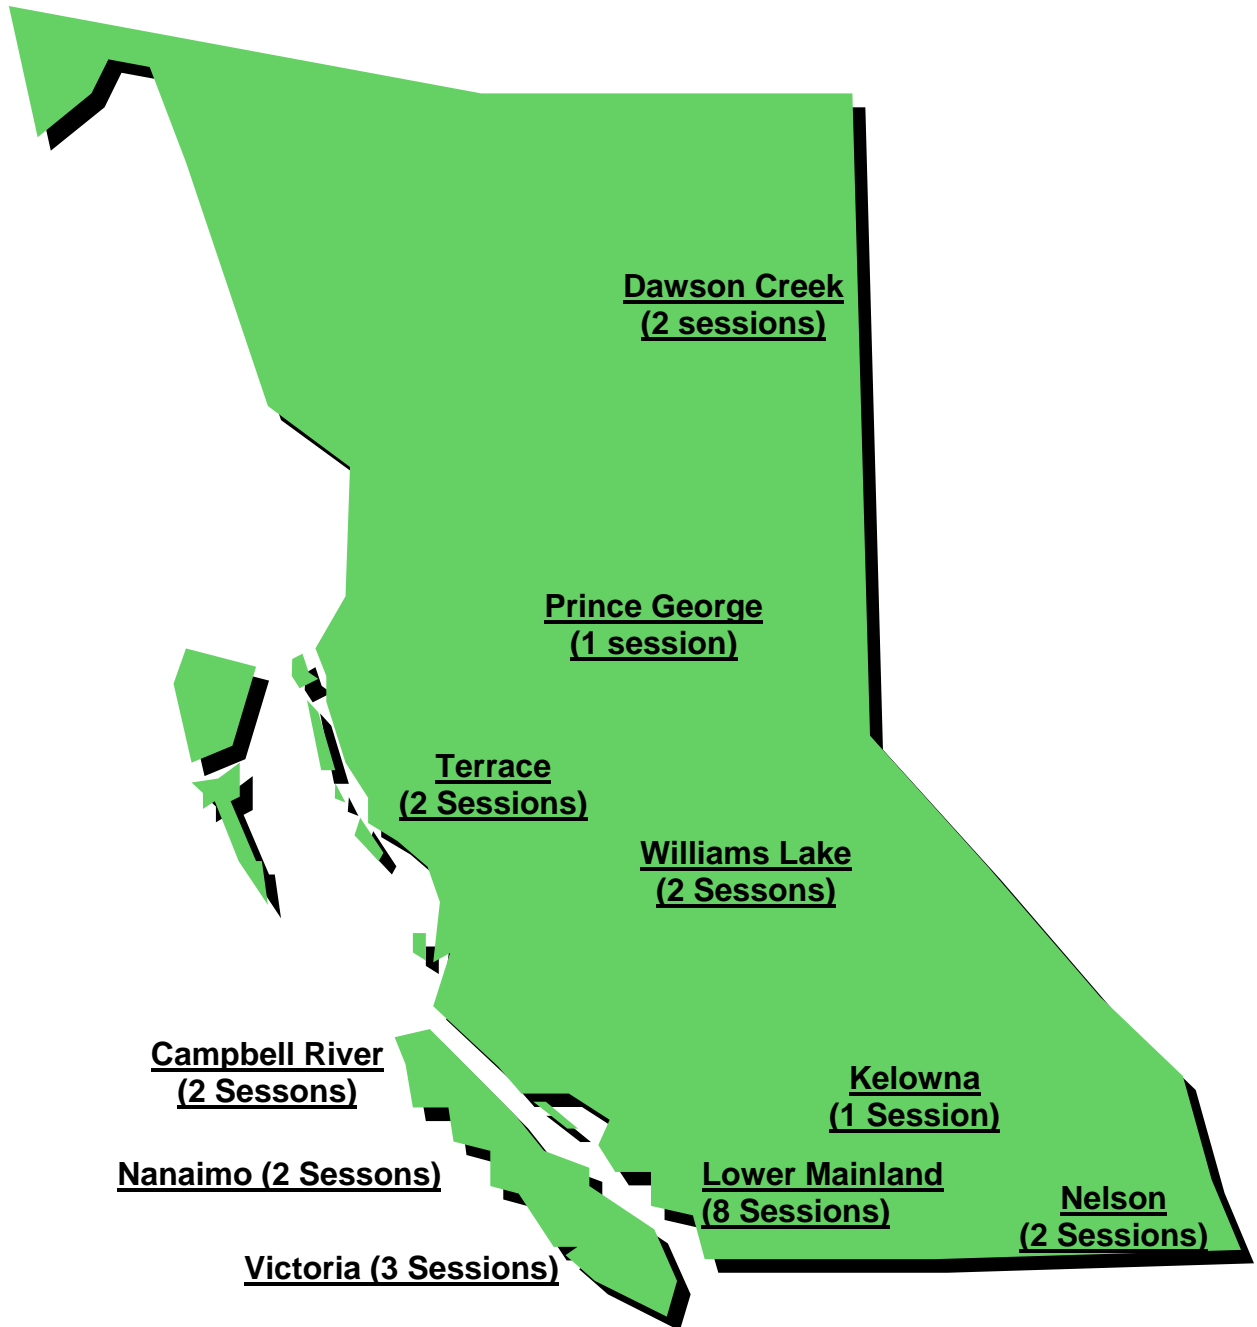 Dawson Creek
(2 sessions)
Prince George
(1 session)
Terrace
(2 Sessions)
Williams Lake
(2 Sessons)
Campbell River
(2 Sessons)
Kelowna
(1 Session)
Nanaimo (2 Sessons)
Lower Mainland
(8 Sessions)
Nelson
(2 Sessions)
Victoria (3 Sessions)